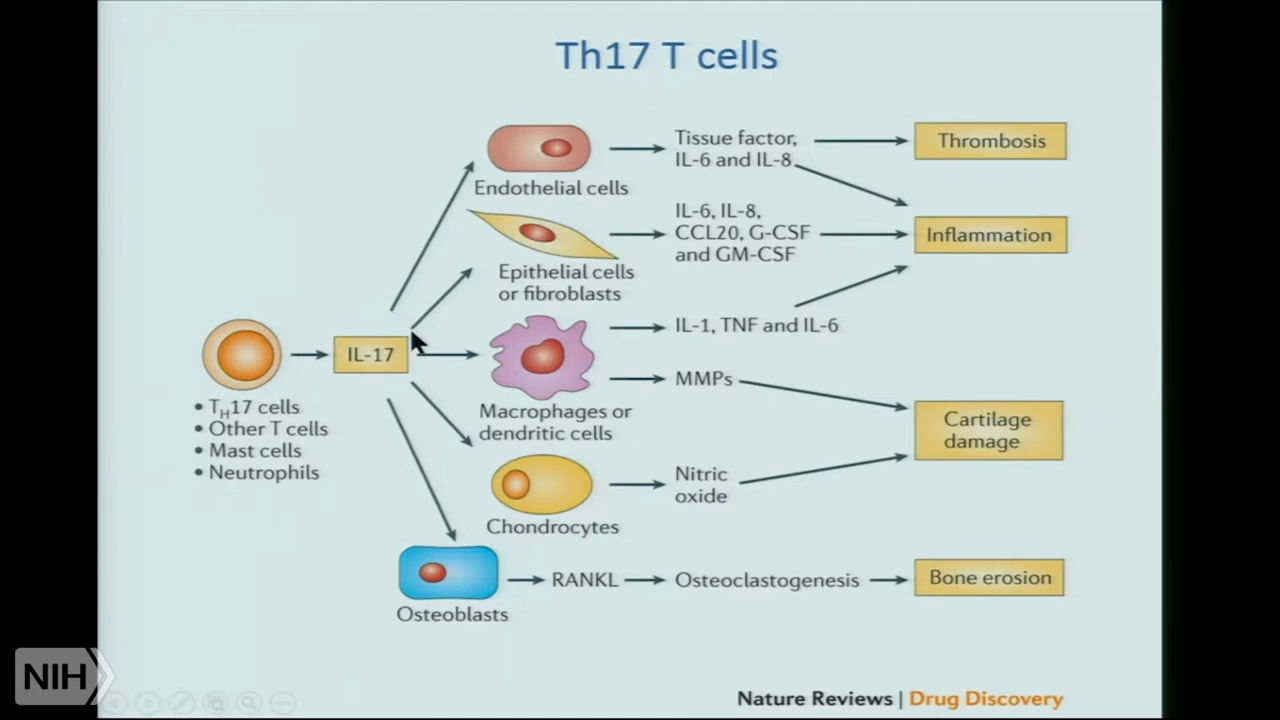 Th17 T cells
Endothelial cells
Tissue factor,
IL-6 and IL-8
Thrombosis
Epithelial cells
or fibroblasts
IL-6, IL-8,
CCL20, G-CSF
and GM-CSF
Inflammation
IL-17
• TH17 cells
• Other T cells
• Mast cells
• Neutrophils
Macrophages or
dendritic cells
IL-1, TNF and IL-6
MMPs
Cartilage
damage
Chondrocytes
Nitric
oxide
Osteoblasts
RANKL
Osteoclastogenesis
Bone erosion
NIH
Nature Reviews | Drug Discovery